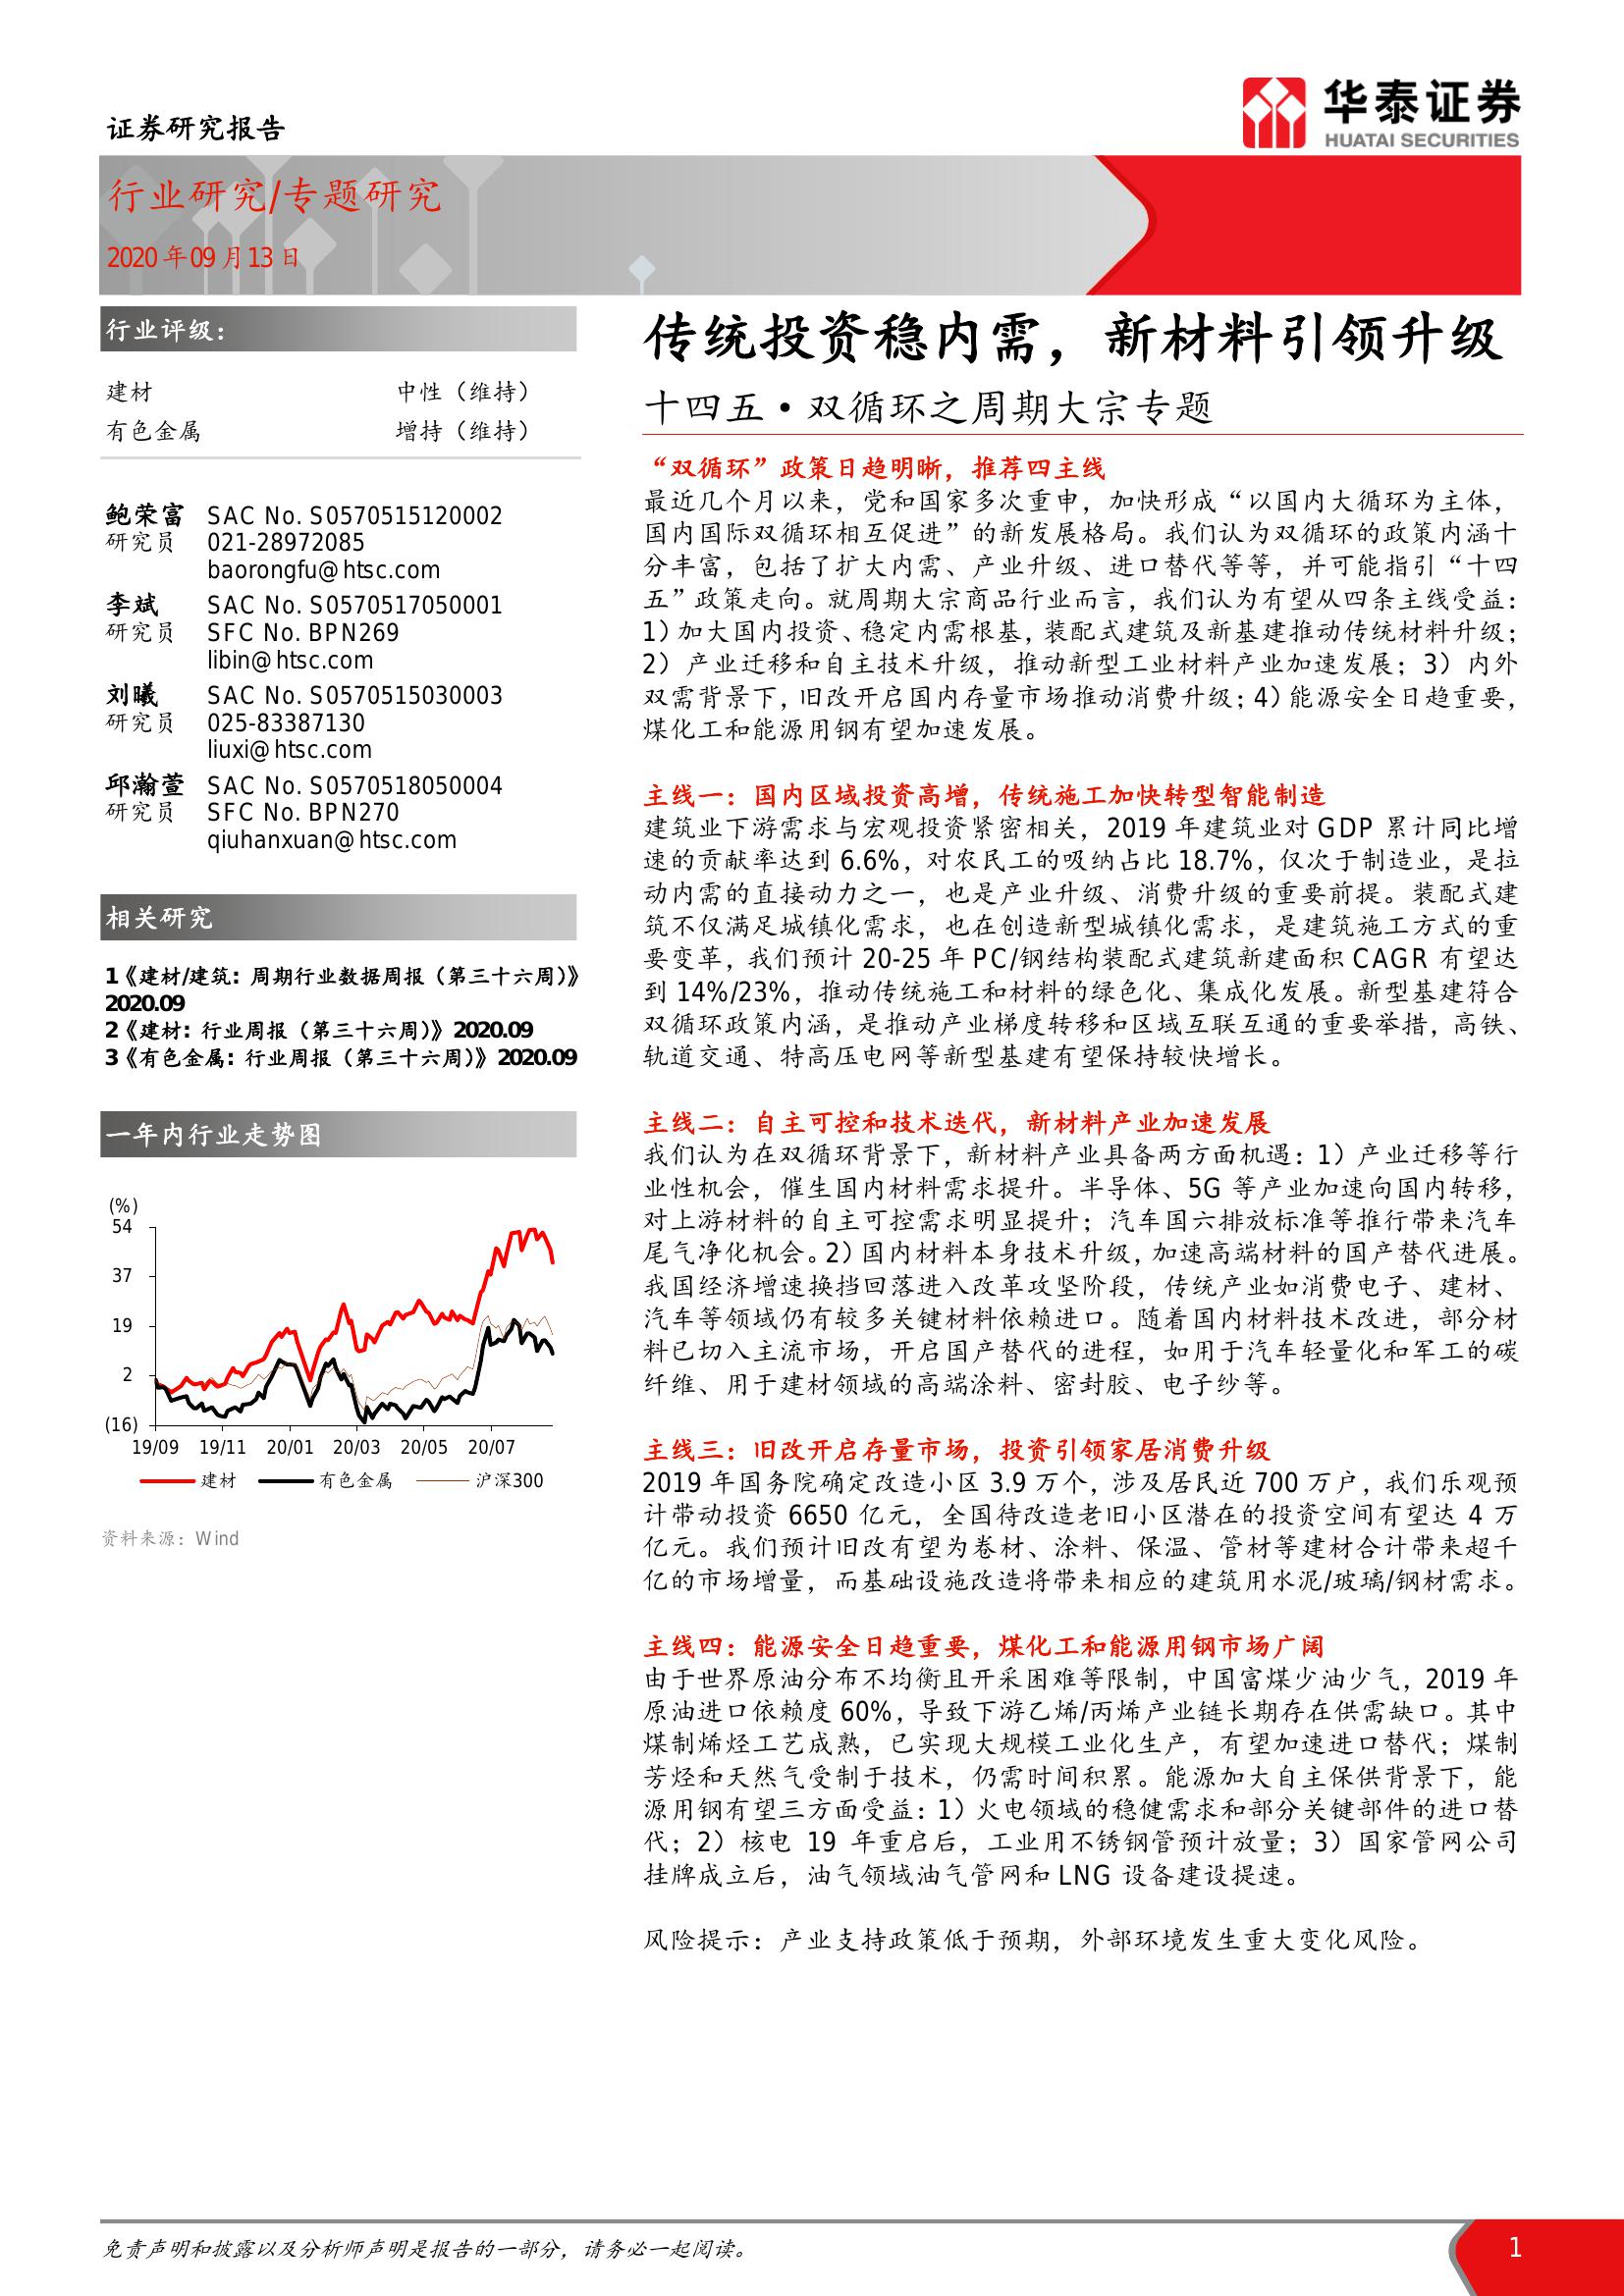 华泰证券
HUATAI SECURITIES
证券研究报告
行业研究/专题研究
2020年09月13日
行业评级：
建材 中性（维持）
有色金属 增持（维持）
鲍荣富 SAC No. S0570515120002
研究员 021-28972085
baorongfu@htsc.com
李斌 SAC No. S0570517050001
研究员 SFC No. BPN269
libin@htsc.com
刘曦 SAC No. S0570515030003
研究员 025-83387130
liuxi@htsc.com
邱瀚萱 SAC No. S0570518050004
研究员 SFC No. BPN270
qiuhanxuan@htsc.com
相关研究
1《建材/建筑: 周期行业数据周报（第三十六周）》
2020.09
2《建材: 行业周报（第三十六周）》2020.09
3《有色金属: 行业周报（第三十六周）》2020.09
一年内行业走势图
(%)
54
37
19
2
(16)
19/09 19/11 20/01 20/03 20/05 20/07
建材 有色金属 沪深300
资料来源：Wind
传统投资稳内需，新材料引领升级
十四五•双循环之周期大宗专题
“双循环”政策日趋明晰，推荐四主线
最近几个月以来，党和国家多次重申，加快形成“以国内大循环为主体，
国内国际双循环相互促进”的新发展格局。我们认为双循环的政策内涵十
分丰富，包括了扩大内需、产业升级、进口替代等等，并可能指引“十四
五”政策走向。就周期大宗商品行业而言，我们认为有望从四条主线受益：
1）加大国内投资、稳定内需根基，装配式建筑及新基建推动传统材料升级；
2）产业迁移和自主技术升级，推动新型工业材料产业加速发展；3）内外
双需背景下，旧改开启国内存量市场推动消费升级；4）能源安全日趋重要，
煤化工和能源用钢有望加速发展。
主线一：国内区域投资高增，传统施工加快转型智能制造
建筑业下游需求与宏观投资紧密相关，2019 年建筑业对 GDP 累计同比增
速的贡献率达到 6.6%，对农民工的吸纳占比 18.7%，仅次于制造业，是拉
动内需的直接动力之一，也是产业升级、消费升级的重要前提。装配式建
筑不仅满足城镇化需求，也在创造新型城镇化需求，是建筑施工方式的重
要变革，我们预计 20-25 年 PC/钢结构装配式建筑新建面积 CAGR 有望达
到 14%/23%，推动传统施工和材料的绿色化、集成化发展。新型基建符合
双循环政策内涵，是推动产业梯度转移和区域互联互通的重要举措，高铁、
轨道交通、特高压电网等新型基建有望保持较快增长。
主线二：自主可控和技术迭代，新材料产业加速发展
我们认为在双循环背景下，新材料产业具备两方面机遇：1）产业迁移等行
业性机会，催生国内材料需求提升。半导体、5G 等产业加速向国内转移，
对上游材料的自主可控需求明显提升；汽车国六排放标准等推行带来汽车
尾气净化机会。2）国内材料本身技术升级，加速高端材料的国产替代进展。
我国经济增速换挡回落进入改革攻坚阶段，传统产业如消费电子、建材、
汽车等领域仍有较多关键材料依赖进口。随着国内材料技术改进，部分材
料已切入主流市场，开启国产替代的进程，如用于汽车轻量化和军工的碳
纤维、用于建材领域的高端涂料、密封胶、电子纱等。
主线三：旧改开启存量市场，投资引领家居消费升级
2019 年国务院确定改造小区 3.9 万个，涉及居民近 700 万户，我们乐观预
计带动投资 6650 亿元，全国待改造老旧小区潜在的投资空间有望达 4 万
亿元。我们预计旧改有望为卷材、涂料、保温、管材等建材合计带来超千
亿的市场增量，而基础设施改造将带来相应的建筑用水泥/玻璃/钢材需求。
主线四：能源安全日趋重要，煤化工和能源用钢市场广阔
由于世界原油分布不均衡且开采困难等限制，中国富煤少油少气，2019 年
原油进口依赖度 60%，导致下游乙烯/丙烯产业链长期存在供需缺口。其中
煤制烯烃工艺成熟，已实现大规模工业化生产，有望加速进口替代；煤制
芳烃和天然气受制于技术，仍需时间积累。能源加大自主保供背景下，能
源用钢有望三方面受益：1）火电领域的稳健需求和部分关键部件的进口替
代；2）核电 19 年重启后，工业用不锈钢管预计放量；3）国家管网公司
挂牌成立后，油气领域油气管网和 LNG 设备建设提速。
风险提示：产业支持政策低于预期，外部环境发生重大变化风险。
免责声明和披露以及分析师声明是报告的一部分，请务必一起阅读。
1